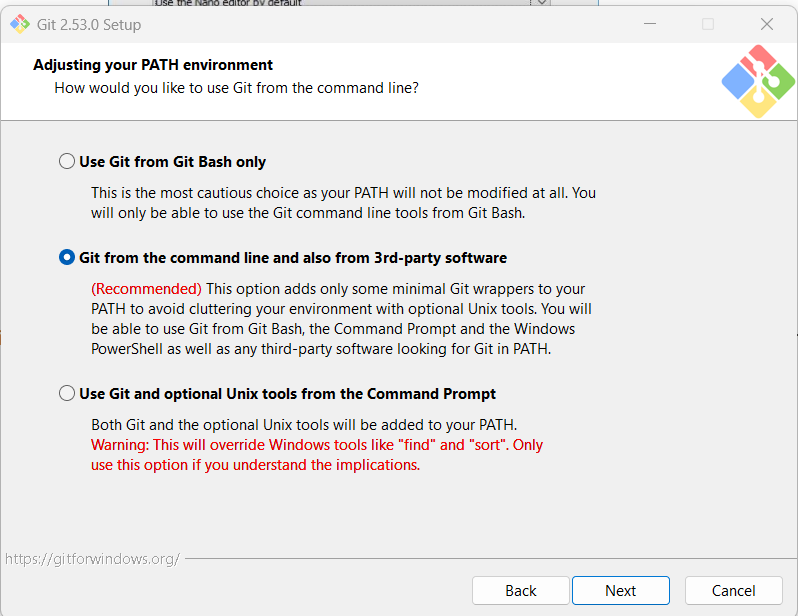 Use the Nano editor by default
Git 2.53.0 Setup
Adjusting your PATH environment
How would you like to use Git from the command line?
Use Git from Git Bash only
This is the most cautious choice as your PATH will not be modified at all. You
will only be able to use the Git command line tools from Git Bash.
Git from the command line and also from 3rd-party software
(Recommended) This option adds only some minimal Git wrappers to your
PATH to avoid cluttering your environment with optional Unix tools. You will
be able to use Git from Git Bash, the Command Prompt and the Windows
PowerShell as well as any third-party software looking for Git in PATH.
Use Git and optional Unix tools from the Command Prompt
Both Git and the optional Unix tools will be added to your PATH.
Warning: This will override Windows tools like "find" and "sort". Only
use this option if you understand the implications.
https://gitforwindows.org/
Back
Next
Cancel